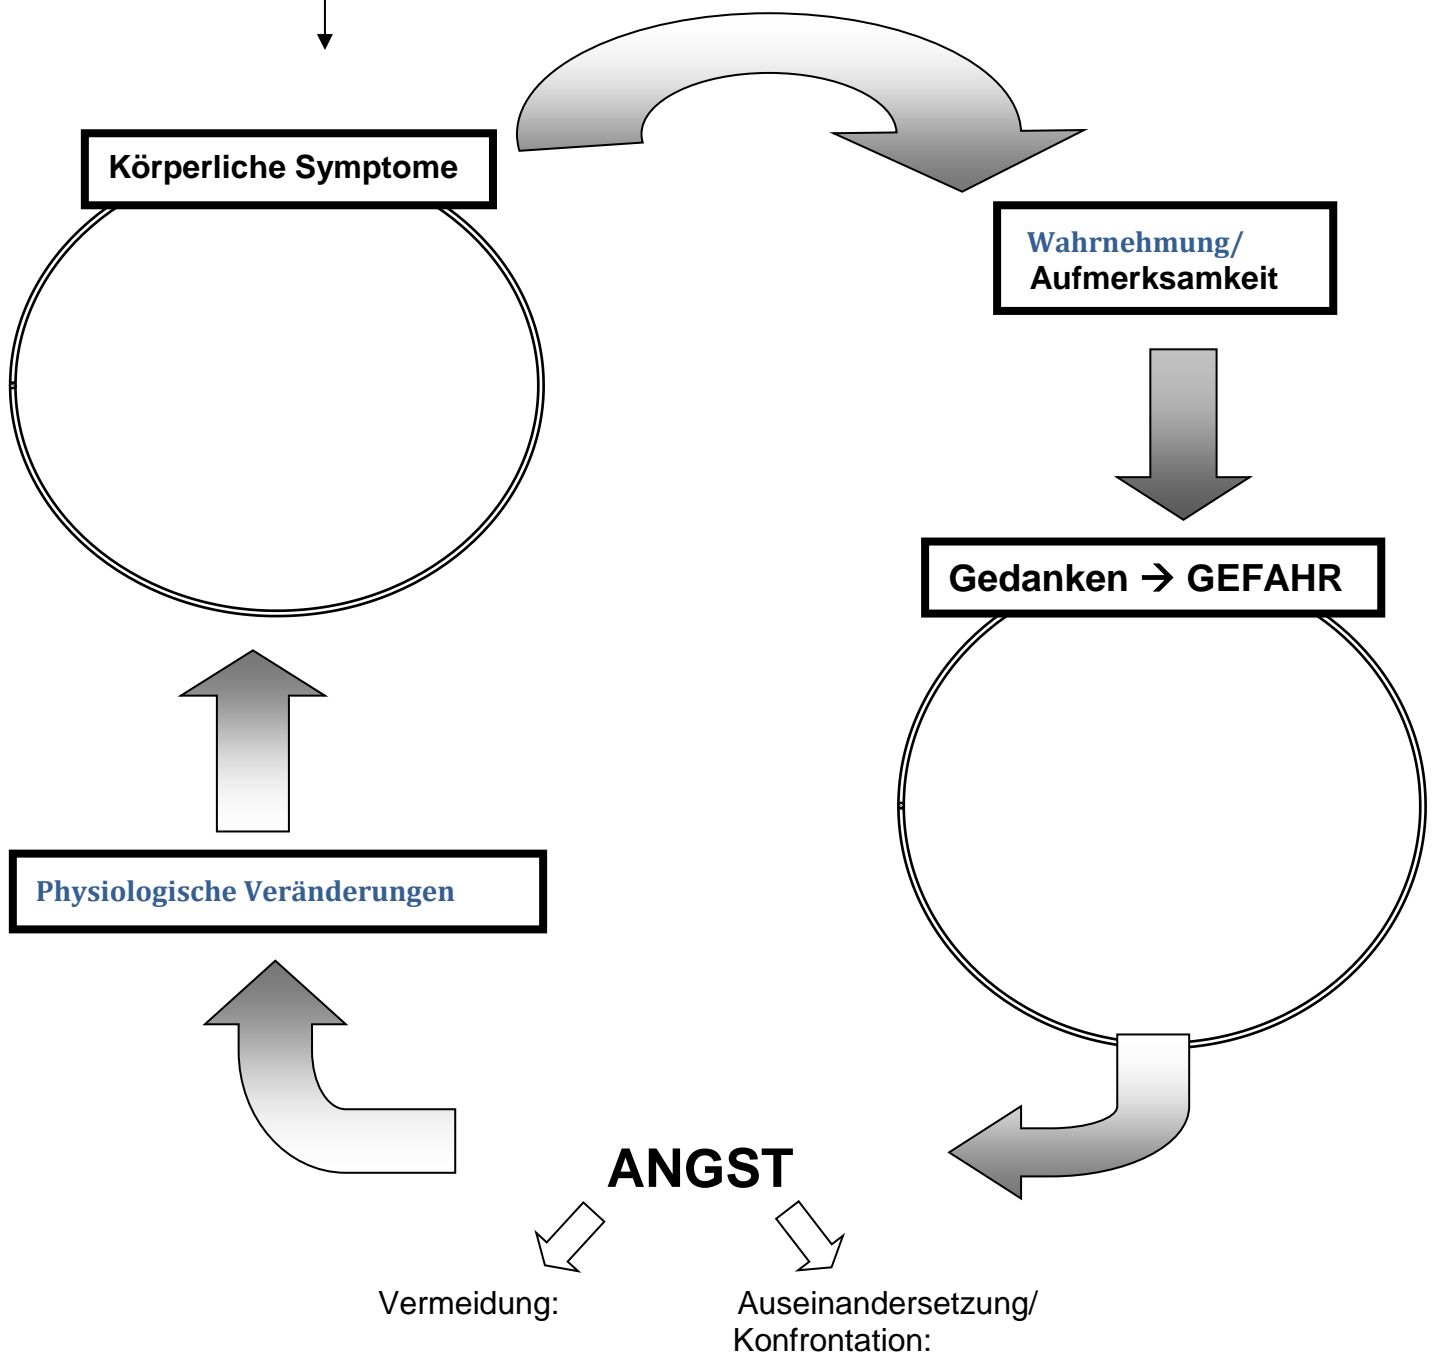 Körperliche Symptome
Wahrnehmung/
Aufmerksamkeit
Gedanken → GEFAHR
Physiologische Veränderungen
ANGST
Vermeidung:
Auseinandersetzung/
Konfrontation: